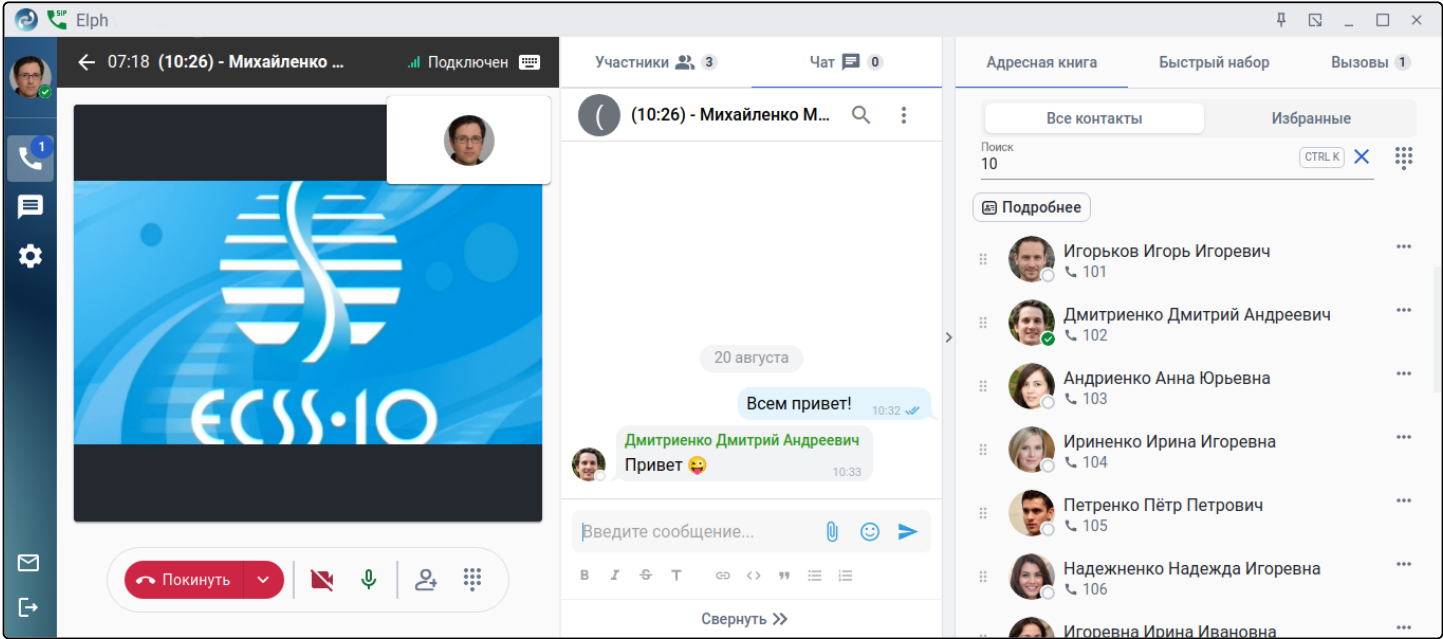 SIP Elph
07:18 (10:26) - Михайленко ...
Подключен
ECSS·10
Покинуть
Участники 3
Чат 0
(10:26) - Михайленко М...
20 августа
Всем привет! 10:32
Дмитриенко Дмитрий Андреевич
Привет 😜 10:33
Введите сообщение...
B I S T
Свернуть
Адресная книга
Быстрый набор
Вызовы 1
Все контакты
Избранные
Поиск
10
CTRL K
Подробнее
Игорьков Игорь Игоревич
101
Дмитриенко Дмитрий Андреевич
102
Андриенко Анна Юрьевна
103
Ириненко Ирина Игоревна
104
Петренко Пётр Петрович
105
Надежненко Надежда Игоревна
106
Игоревна Ирина Ивановна
1